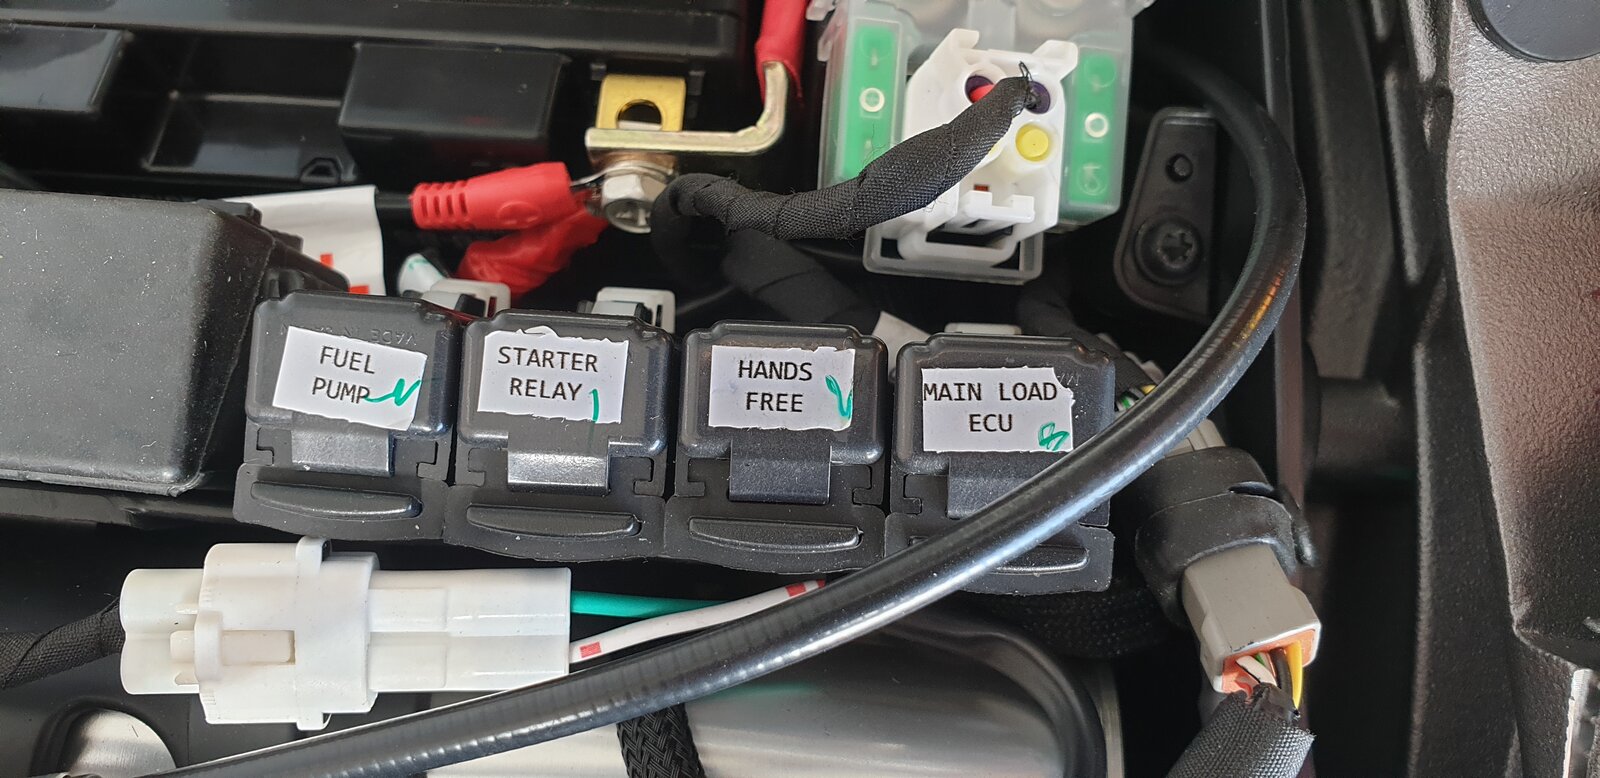 FUEL
PUMP
STARTER
RELAY
HANDS
FREE
MAIN LOAD
ECU